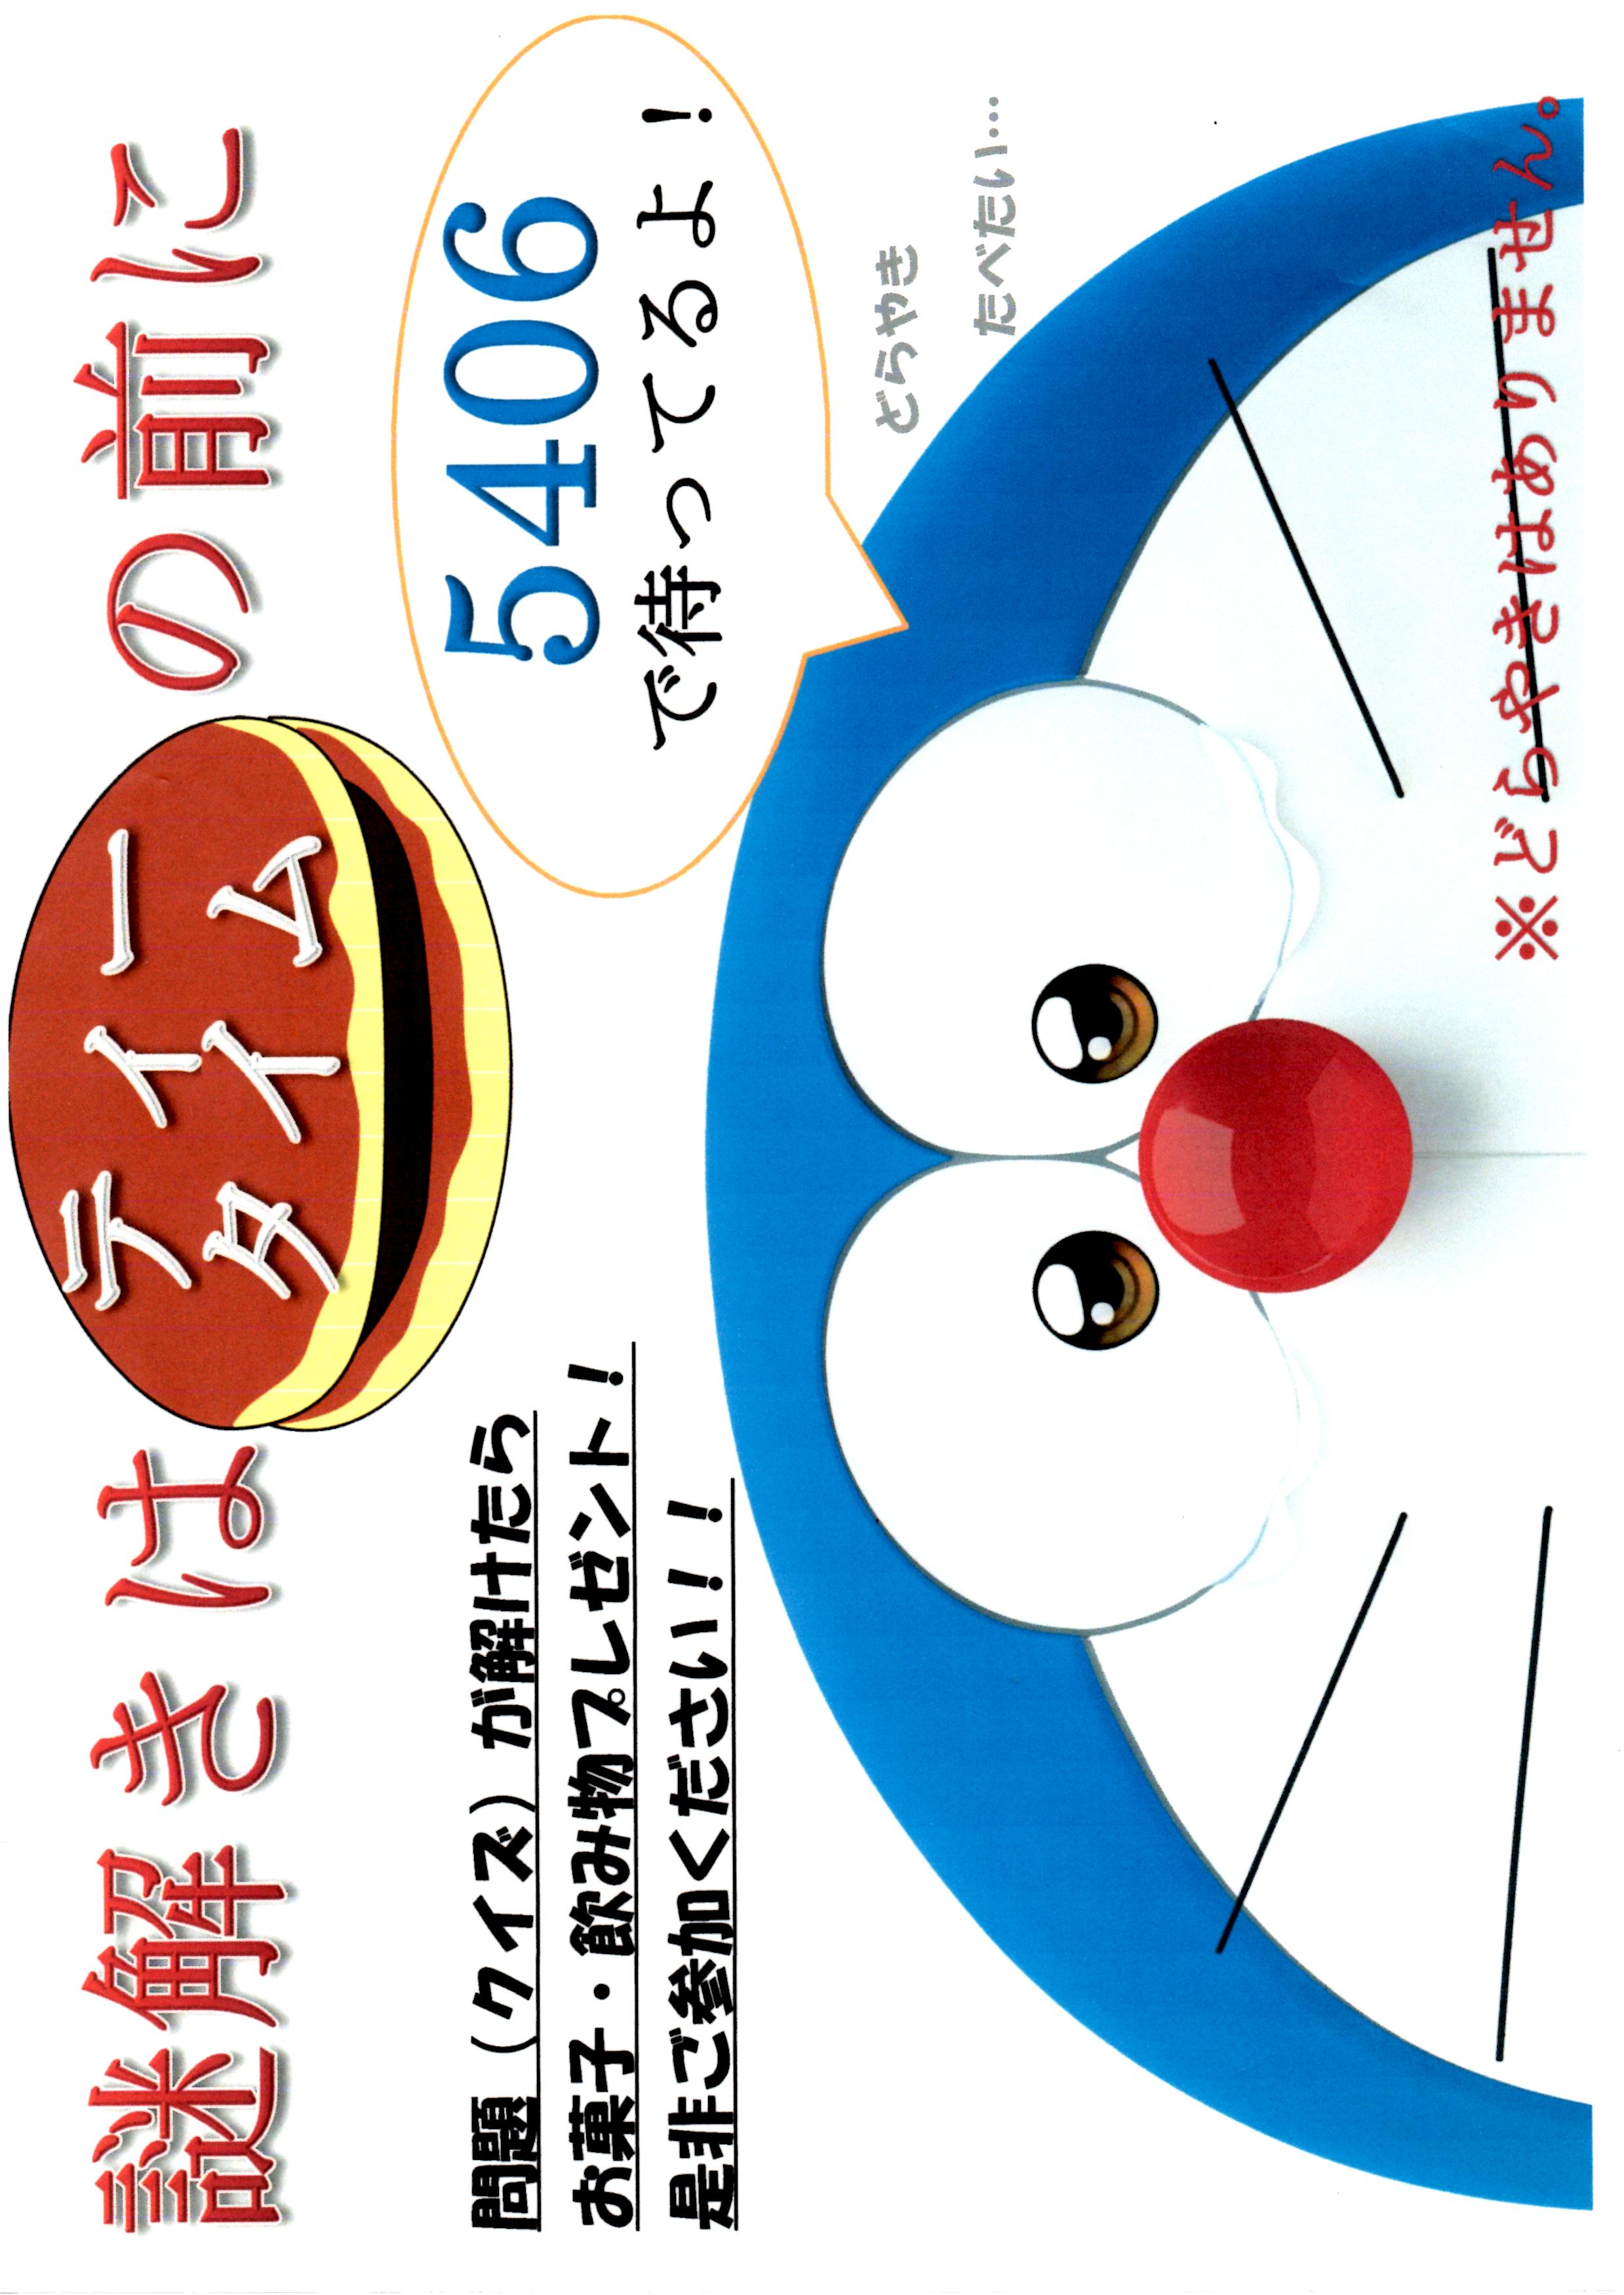 謎解きは ティー の前に
タイム
問題（クイズ）が解けたら
お菓子・飲み物プレゼント！
是非ご参加ください！！
5406
で待ってるよ！
どらやき
たべたい…
※どらやきはありません。